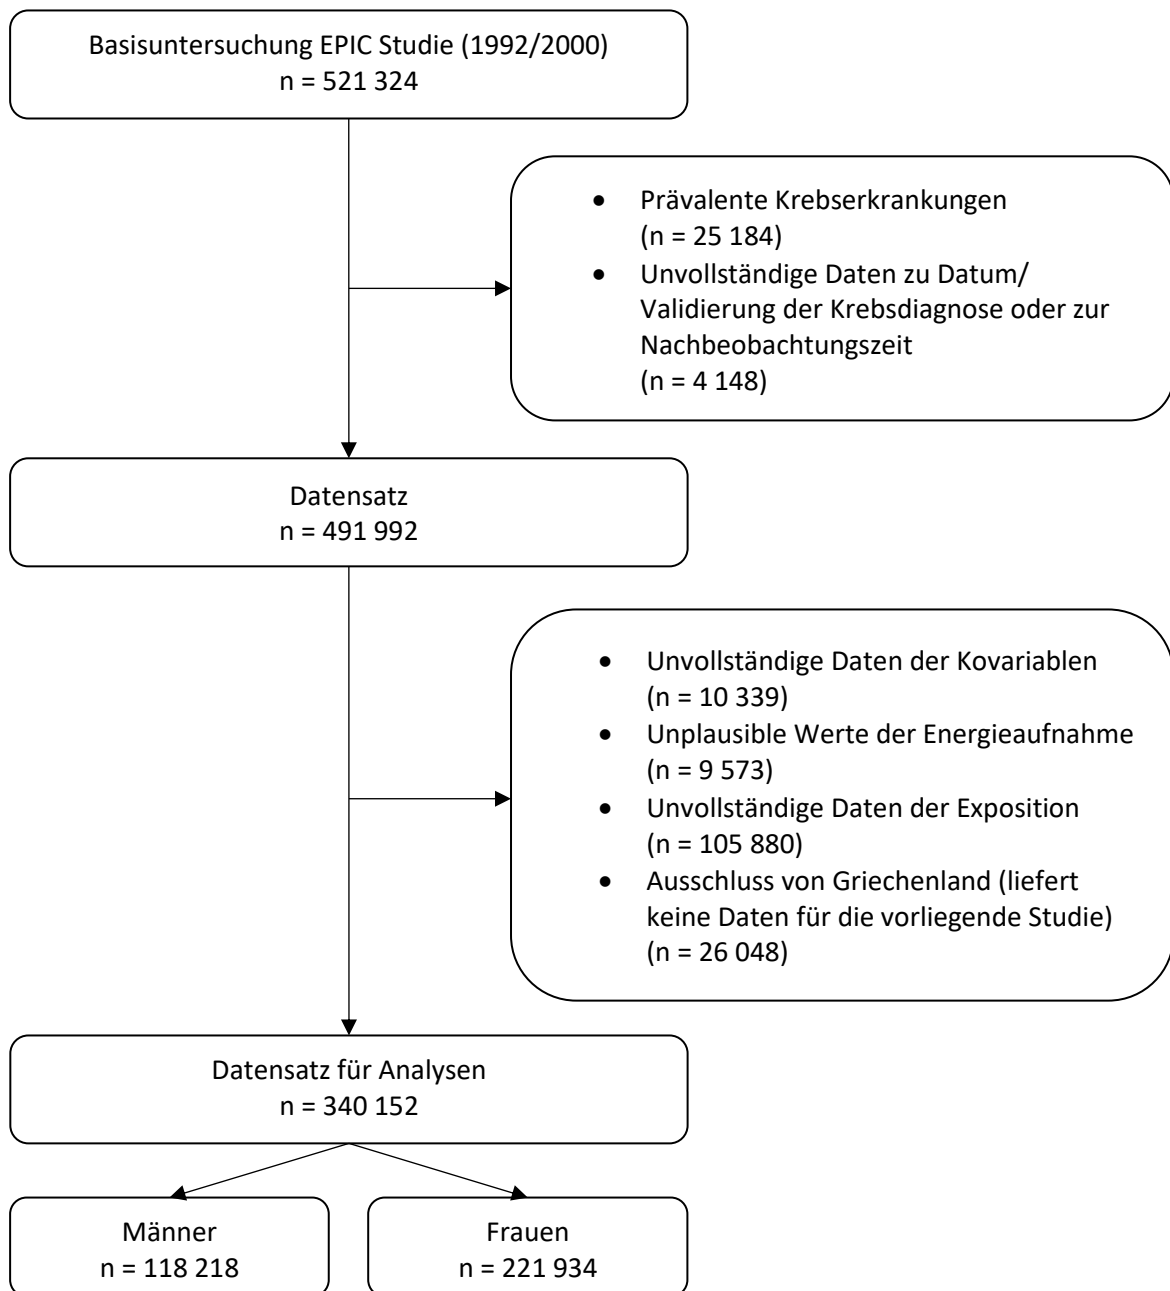 Basisuntersuchung EPIC Studie (1992/2000)
n = 521 324
• Prävalente Krebserkrankungen
(n = 25 184)
• Unvollständige Daten zu Datum/
Validierung der Krebsdiagnose oder zur
Nachbeobachtungszeit
(n = 4 148)
Datensatz
n = 491 992
• Unvollständige Daten der Kovariablen
(n = 10 339)
• Unplausible Werte der Energieaufnahme
(n = 9 573)
• Unvollständige Daten der Exposition
(n = 105 880)
• Ausschluss von Griechenland (liefert
keine Daten für die vorliegende Studie)
(n = 26 048)
Datensatz für Analysen
n = 340 152
Männer
n = 118 218
Frauen
n = 221 934